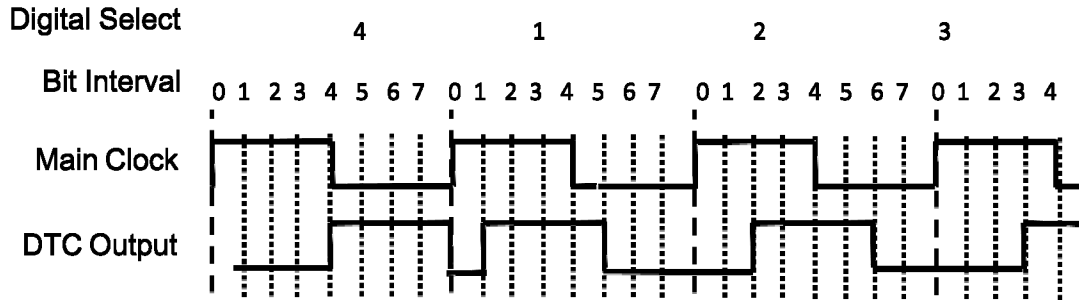 Digital Select 4 1 2 3
Bit Interval 0 1 2 3 4 5 6 7 0 1 2 3 4 5 6 7 0 1 2 3 4 5 6 7 0 1 2 3 4
Main Clock
DTC Output